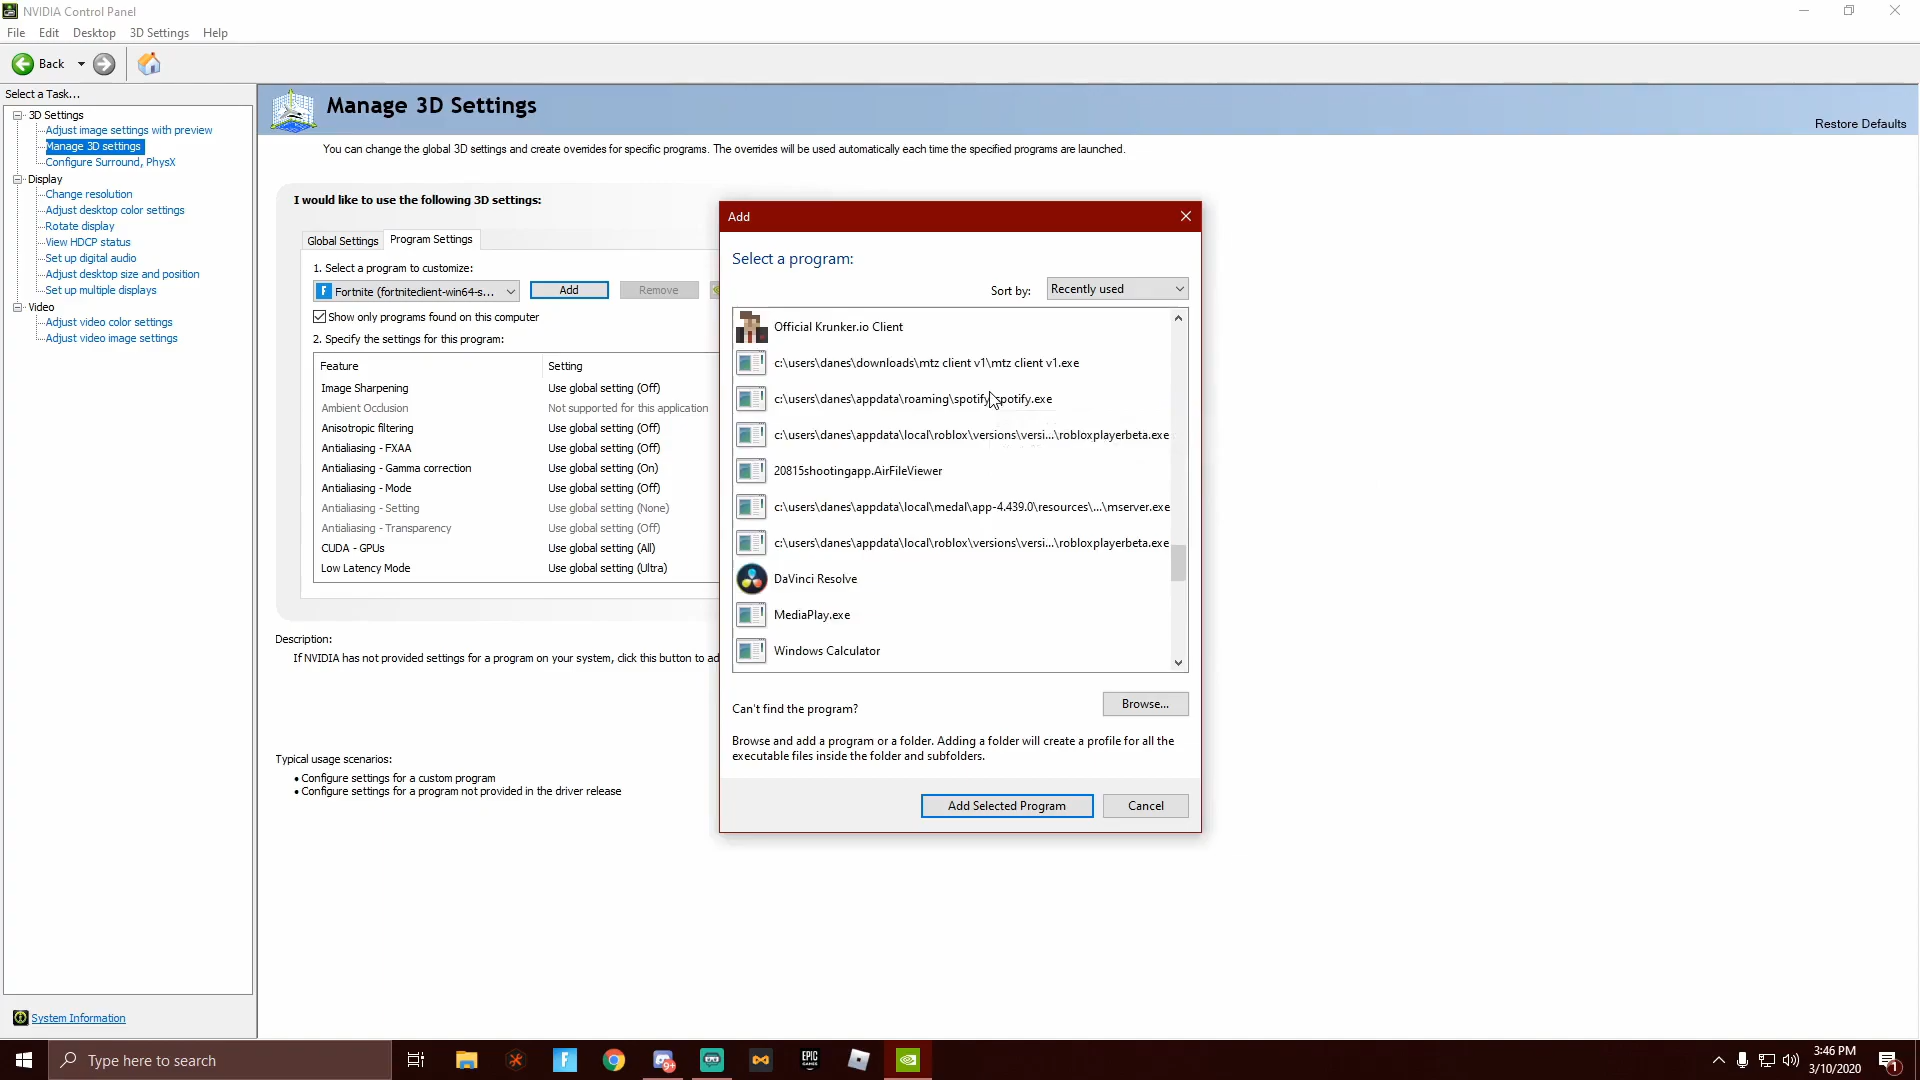 NVIDIA Control Panel
File Edit Desktop 3D Settings Help
Back
Select a Task...
3D Settings
Adjust image settings with preview
Manage 3D settings
Configure Surround, PhysX
Display
Change resolution
Adjust desktop color settings
Rotate display
View HDCP status
Set up digital audio
Adjust desktop size and position
Set up multiple displays
Video
Adjust video color settings
Adjust video image settings
System Information
Manage 3D Settings
Restore Defaults
You can change the global 3D settings and create overrides for specific programs. The overrides will be used automatically each time the specified programs are launched.
I would like to use the following 3D settings:
Global Settings Program Settings
1. Select a program to customize:
Fortnite (fortniteclient-win64-s... Add Remove
Show only programs found on this computer
2. Specify the settings for this program:
Feature Setting
Image Sharpening Use global setting (Off)
Ambient Occlusion Not supported for this application
Anisotropic filtering Use global setting (Off)
Antialiasing - FXAA Use global setting (Off)
Antialiasing - Gamma correction Use global setting (On)
Antialiasing - Mode Use global setting (Off)
Antialiasing - Setting Use global setting (None)
Antialiasing - Transparency Use global setting (Off)
CUDA - GPUs Use global setting (All)
Low Latency Mode Use global setting (Ultra)
Description:
If NVIDIA has not provided settings for a program on your system, click this button to ad
Typical usage scenarios:
• Configure settings for a custom program
• Configure settings for a program not provided in the driver release
Add
Select a program:
Sort by: Recently used
Official Krunker.io Client
c:\users\danes\downloads\mtz client v1\mtz client v1.exe
c:\users\danes\appdata\roaming\spotify\spotify.exe
c:\users\danes\appdata\local\roblox\versions\versi...\robloxplayerbeta.exe
20815shootingapp.AirFileViewer
c:\users\danes\appdata\local\medal\app-4.439.0\resources\...\mserver.exe
c:\users\danes\appdata\local\roblox\versions\versi...\robloxplayerbeta.exe
DaVinci Resolve
MediaPlay.exe
Windows Calculator
Can't find the program? Browse...
Browse and add a program or a folder. Adding a folder will create a profile for all the
executable files inside the folder and subfolders.
Add Selected Program Cancel
Type here to search
9+
EPIC
GAMES
3:46 PM
3/10/2020
1